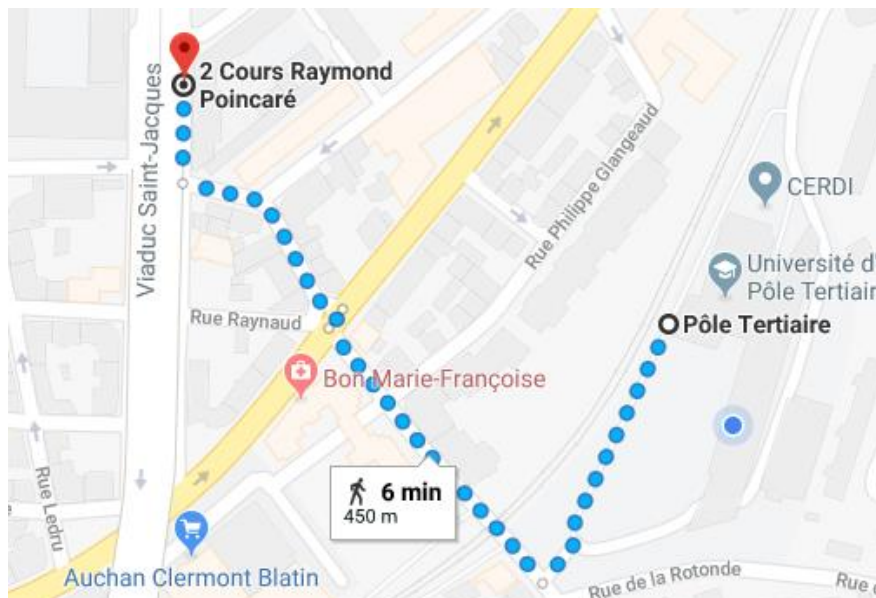 2 Cours Raymond
Poincaré
Viaduc Saint-Jacques
Rue Philippe Glangeaud
CERDI
Université d'
Pôle Tertiair
Pôle Tertiaire
Rue Raynaud
Bon Marie-Françoise
6 min
450 m
Rue Ledru
Auchan Clermont Blatin
Rue de la Rotonde
Rue